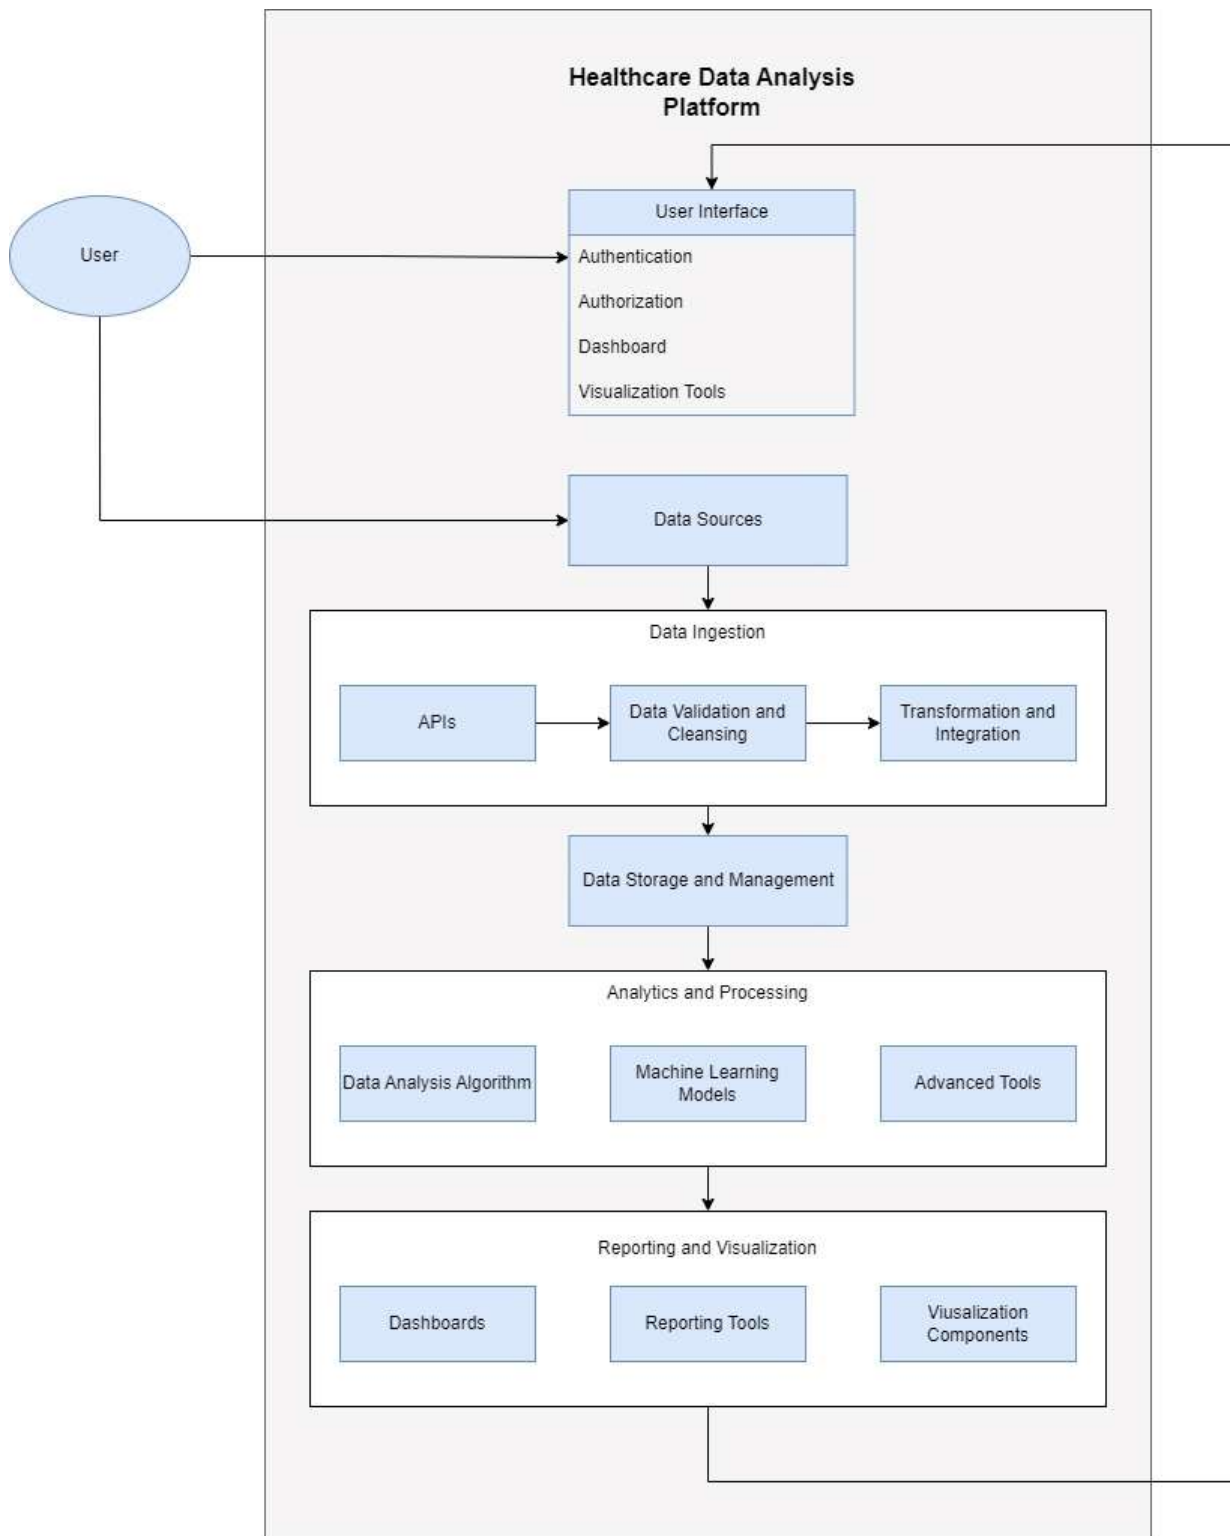 Healthcare Data Analysis
Platform
User Interface
User
Authentication
Authorization
Dashboard
Visualization Tools
Data Sources
Data Ingestion
APIs
Data Validation and
Cleansing
Transformation and
Integration
Data Storage and Management
Analytics and Processing
Data Analysis Algorithm
Machine Learning
Models
Advanced Tools
Reporting and Visualization
Dashboards
Reporting Tools
Viusalization
Components